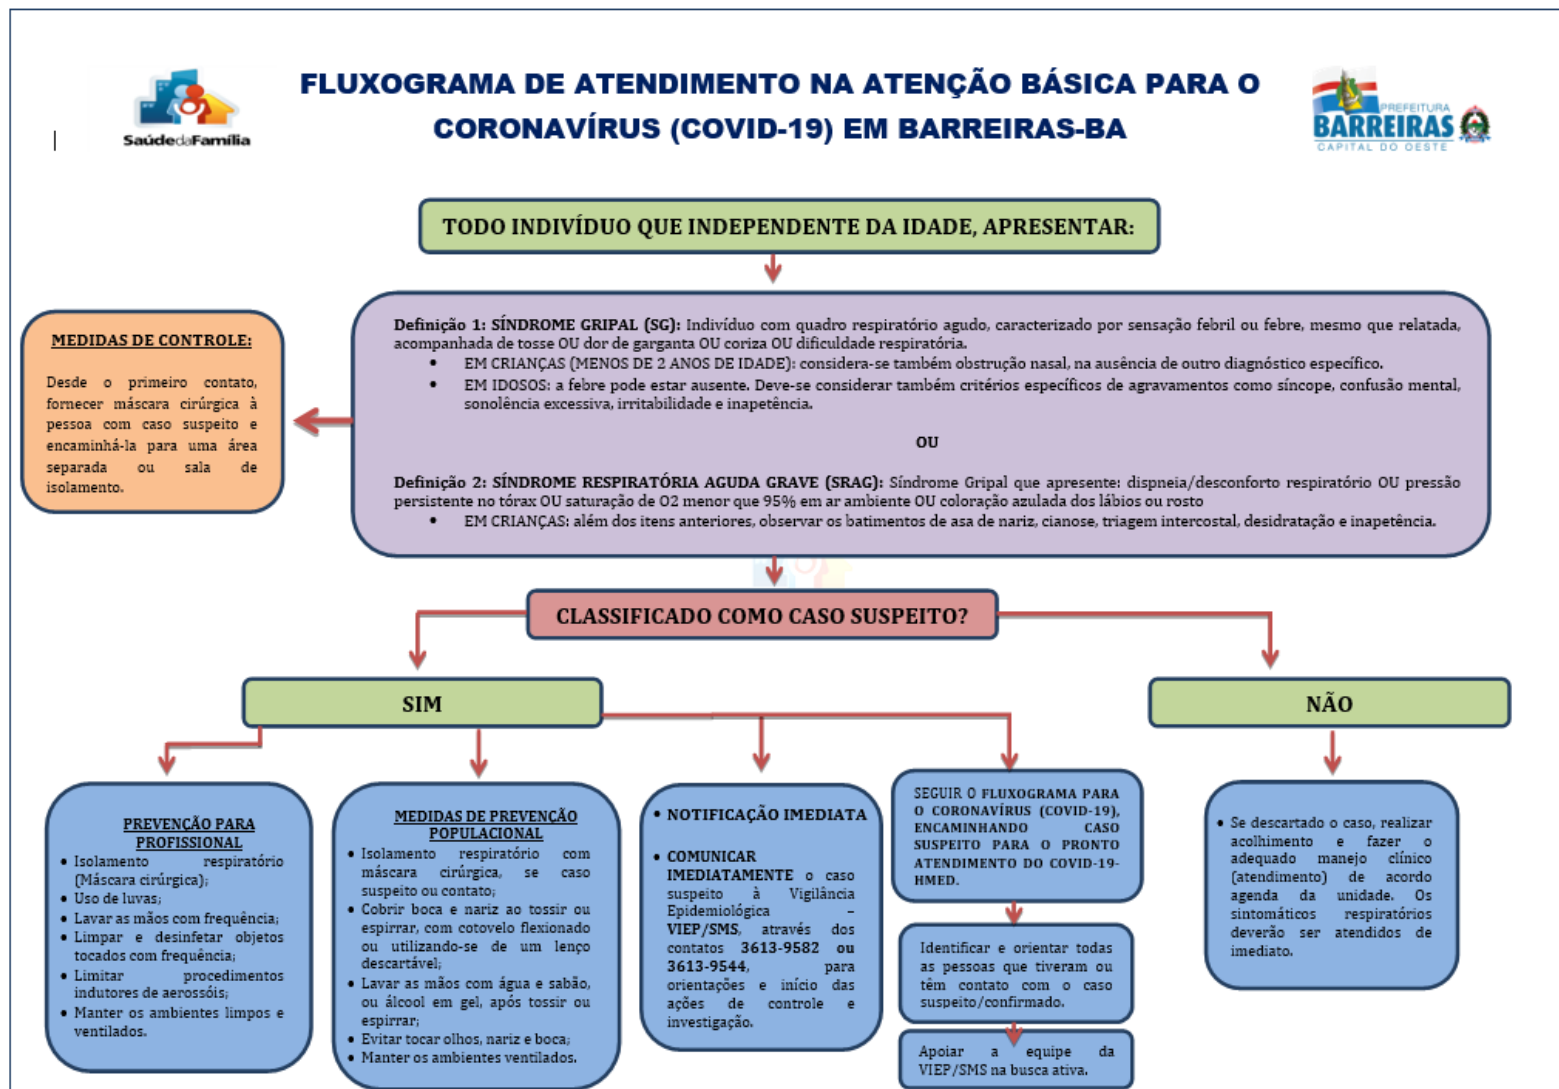 FLUXOGRAMA DE ATENDIMENTO NA ATENÇÃO BÁSICA PARA O
CORONAVÍRUS (COVID-19) EM BARREIRAS-BA
SaúdedaFamília
PREFEITURA
BARREIRAS
CAPITAL DO OESTE
TODO INDIVÍDUO QUE INDEPENDENTE DA IDADE, APRESENTAR:
MEDIDAS DE CONTROLE:
Desde o primeiro contato,
fornecer máscara cirúrgica à
pessoa com caso suspeito e
encaminhá-la para uma área
separada ou sala de
isolamento.
Definição 1: SÍNDROME GRIPAL (SG): Indivíduo com quadro respiratório agudo, caracterizado por sensação febril ou febre, mesmo que relatada,
acompanhada de tosse OU dor de garganta OU coriza OU dificuldade respiratória.
• EM CRIANÇAS (MENOS DE 2 ANOS DE IDADE): considera-se também obstrução nasal, na ausência de outro diagnóstico específico.
• EM IDOSOS: a febre pode estar ausente. Deve-se considerar também critérios específicos de agravamentos como síncope, confusão mental,
sonolência excessiva, irritabilidade e inapetência.
OU
Definição 2: SÍNDROME RESPIRATÓRIA AGUDA GRAVE (SRAG): Síndrome Gripal que apresente: dispneia/desconforto respiratório OU pressão
persistente no tórax OU saturação de O2 menor que 95% em ar ambiente OU coloração azulada dos lábios ou rosto
• EM CRIANÇAS: além dos itens anteriores, observar os batimentos de asa de nariz, cianose, triagem intercostal, desidratação e inapetência.
CLASSIFICADO COMO CASO SUSPEITO?
SIM
NÃO
PREVENÇÃO PARA
PROFISSIONAL
• Isolamento respiratório
(Máscara cirúrgica);
• Uso de luvas;
• Lavar as mãos com frequência;
• Limpar e desinfetar objetos
tocados com frequência;
• Limitar procedimentos
indutores de aerossóis;
• Manter os ambientes limpos e
ventilados.
MEDIDAS DE PREVENÇÃO
POPULACIONAL
• Isolamento respiratório com
máscara cirúrgica, se caso
suspeito ou contato;
• Cobrir boca e nariz ao tossir ou
espirrar, com cotovelo flexionado
ou utilizando-se de um lenço
descartável;
• Lavar as mãos com água e sabão,
ou álcool em gel, após tossir ou
espirrar;
• Evitar tocar olhos, nariz e boca;
• Manter os ambientes ventilados.
• NOTIFICAÇÃO IMEDIATA
• COMUNICAR
IMEDIATAMENTE o caso
suspeito à Vigilância
Epidemiológica –
VIEP/SMS, através dos
contatos 3613-9582 ou
3613-9544, para
orientações e início das
ações de controle e
investigação.
SEGUIR O FLUXOGRAMA PARA
O CORONAVÍRUS (COVID-19),
ENCAMINHANDO CASO
SUSPEITO PARA O PRONTO
ATENDIMENTO DO COVID-19-
HMED.
Identificar e orientar todas
as pessoas que tiveram ou
têm contato com o caso
suspeito/confirmado.
Apoiar a equipe da
VIEP/SMS na busca ativa.
• Se descartado o caso, realizar
acolhimento e fazer o
adequado manejo clínico
(atendimento) de acordo
agenda da unidade. Os
sintomáticos respiratórios
deverão ser atendidos de
imediato.